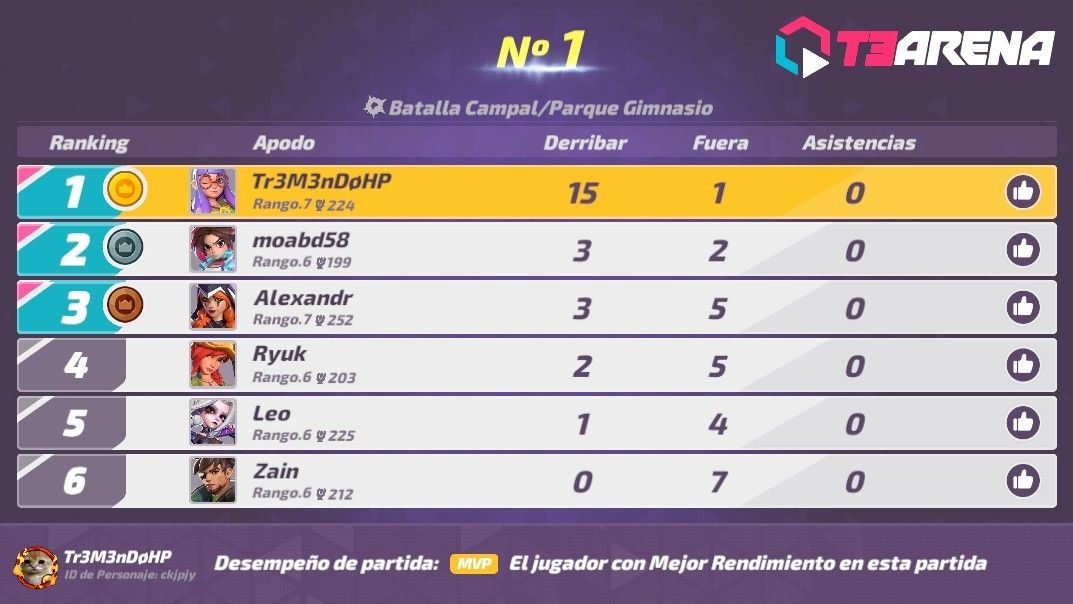 Nº 1
T3ARENA
Batalla Campal/Parque Gimnasio
Ranking Apodo Derribar Fuera Asistencias
1 Tr3M3nDøHP 15 1 0
Rango.7 224
2 moabd58 3 2 0
Rango.6 199
3 Alexandr 3 5 0
Rango.7 252
4 Ryuk 2 5 0
Rango.6 203
5 Leo 1 4 0
Rango.6 225
6 Zain 0 7 0
Rango.6 212
Tr3M3nDøHP
ID de Personaje: ckjpjy
Desempeño de partida: MVP El jugador con Mejor Rendimiento en esta partida